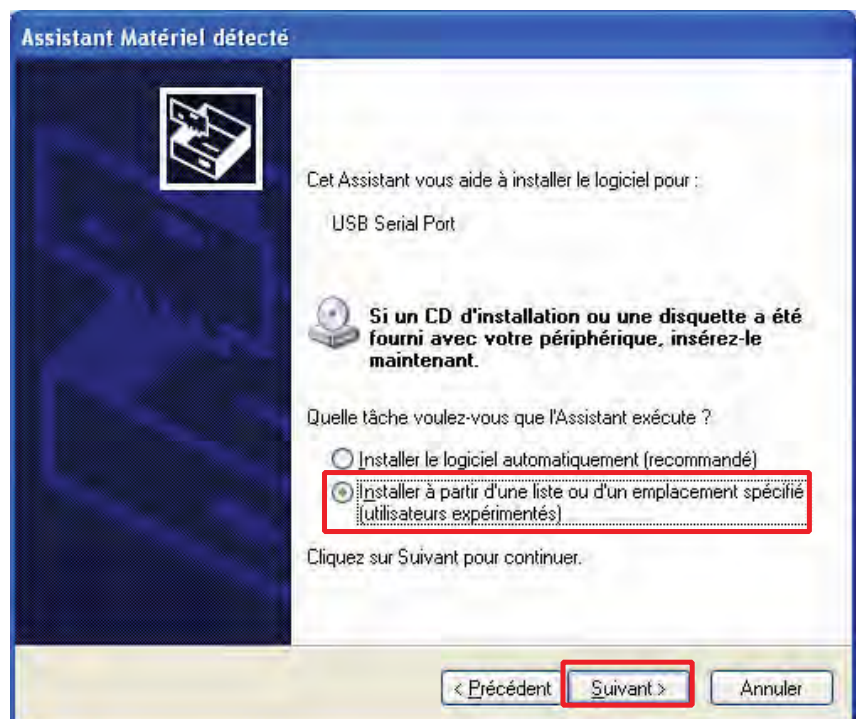 Assistant Matériel détecté
Cet Assistant vous aide à installer le logiciel pour :
USB Serial Port
Si un CD d'installation ou une disquette a été
fourni avec votre périphérique, insérez-le
maintenant.
Quelle tâche voulez-vous que l'Assistant exécute ?
Installer le logiciel automatiquement (recommandé)
Installer à partir d'une liste ou d'un emplacement spécifié
(utilisateurs expérimentés)
Cliquez sur Suivant pour continuer.
< Précédent Suivant > Annuler